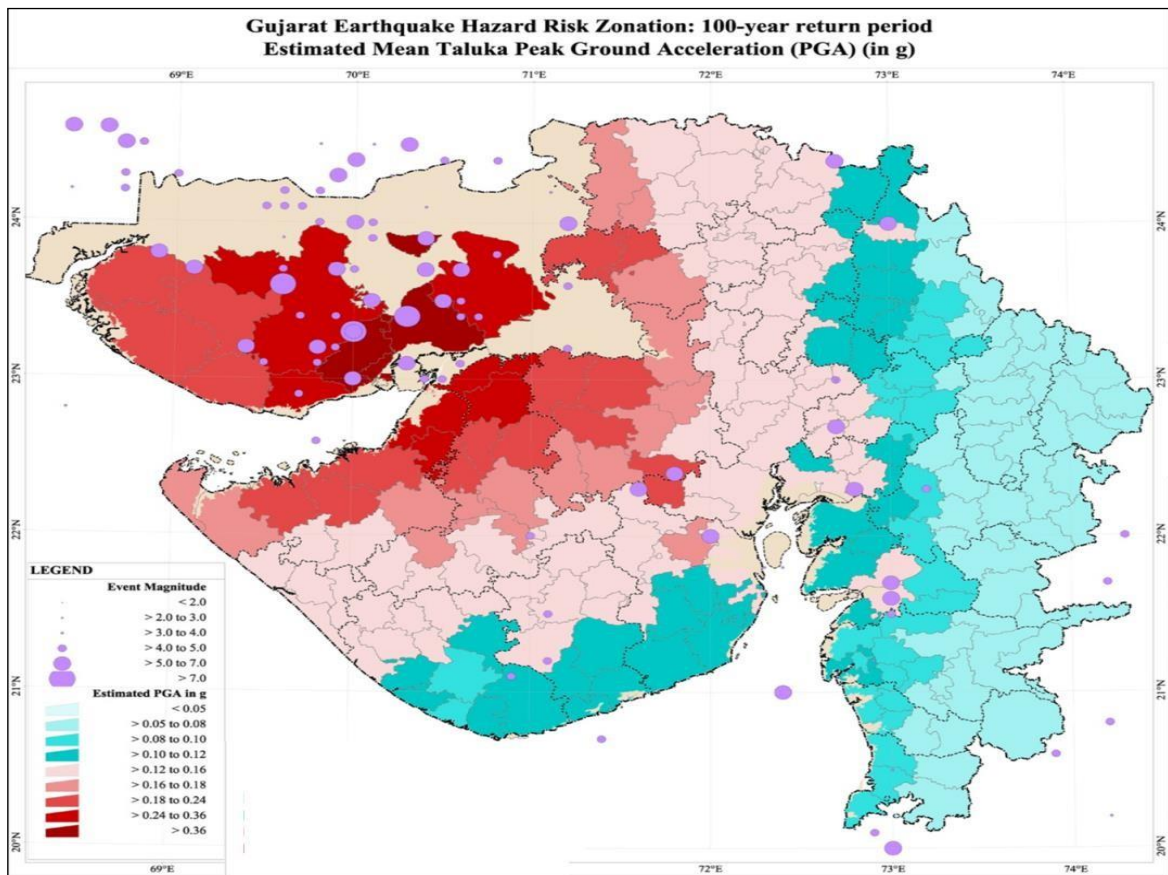 Gujarat Earthquake Hazard Risk Zonation: 100-year return period
Estimated Mean Taluka Peak Ground Acceleration (PGA) (in g)
69°E 70°E 71°E 72°E 73°E 74°E
24°N 24°N
23°N 23°N
22°N 22°N
LEGEND
Event Magnitude
< 2.0
> 2.0 to 3.0
> 3.0 to 4.0
> 4.0 to 5.0
> 5.0 to 7.0
> 7.0
21°N 21°N
Estimated PGA in g
< 0.05
> 0.05 to 0.08
> 0.08 to 0.10
> 0.10 to 0.12
> 0.12 to 0.16
> 0.16 to 0.18
> 0.18 to 0.24
> 0.24 to 0.36
> 0.36
20°N 20°N
69°E 72°E 73°E 74°E